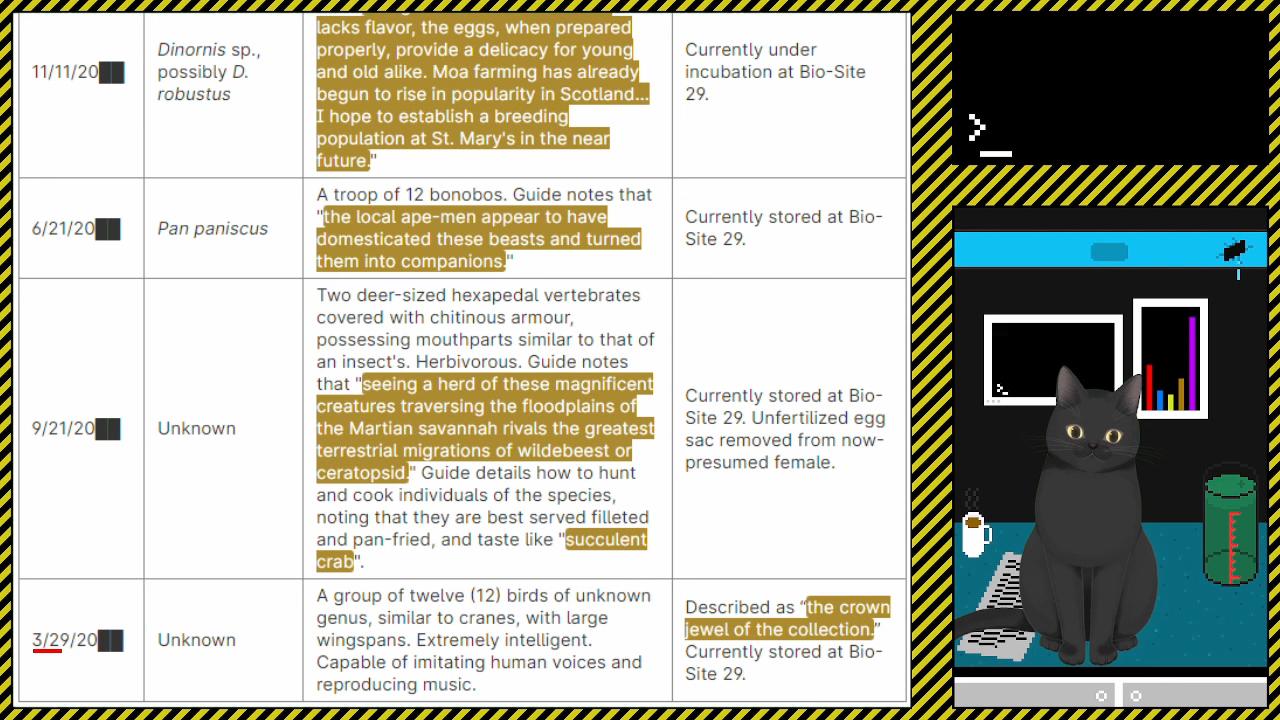 lacks flavor, the eggs, when prepared
properly, provide a delicacy for young
and old alike. Moa farming has already
begun to rise in popularity in Scotland...
I hope to establish a breeding
population at St. Mary's in the near
future."
11/11/20██
Dinornis sp.,
possibly D.
robustus
Currently under
incubation at Bio-Site
29.
6/21/20██
Pan paniscus
A troop of 12 bonobos. Guide notes that
"the local ape-men appear to have
domesticated these beasts and turned
them into companions."
Currently stored at Bio-
Site 29.
9/21/20██
Unknown
Two deer-sized hexapedal vertebrates
covered with chitinous armour,
possessing mouthparts similar to that of
an insect's. Herbivorous. Guide notes
that "seeing a herd of these magnificent
creatures traversing the floodplains of
the Martian savannah rivals the greatest
terrestrial migrations of wildebeest or
ceratopsid." Guide details how to hunt
and cook individuals of the species,
noting that they are best served filleted
and pan-fried, and taste like "succulent
crab".
Currently stored at Bio-
Site 29. Unfertilized egg
sac removed from now-
presumed female.
3/29/20██
Unknown
A group of twelve (12) birds of unknown
genus, similar to cranes, with large
wingspans. Extremely intelligent.
Capable of imitating human voices and
reproducing music.
Described as “the crown
jewel of the collection.”
Currently stored at Bio-
Site 29.
>_